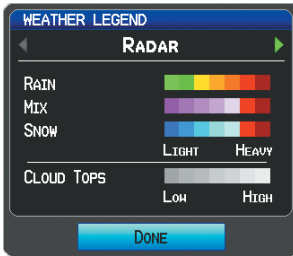 WEATHER LEGEND
RADAR
RAIN
MIX
SNOW
LIGHT HEAVY
CLOUD TOPS
LOW HIGH
DONE